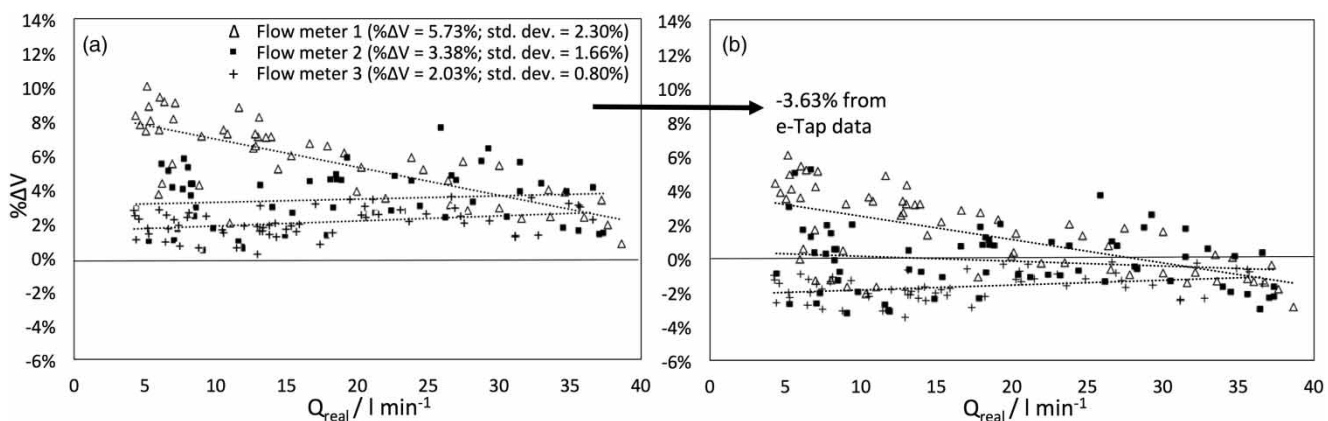 14%
12%
10%
8%
6%
4%
2%
0%
-2%
-4%
-6%
%ΔV
(a)
Flow meter 1 (%ΔV = 5.73%; std. dev. = 2.30%)
Flow meter 2 (%ΔV = 3.38%; std. dev. = 1.66%)
Flow meter 3 (%ΔV = 2.03%; std. dev. = 0.80%)
0 5 10 15 20 25 30 35 40
Qreal / l min-1
14%
12%
10%
8%
6%
4%
2%
0%
-2%
-4%
-6%
(b)
-3.63% from
e-Tap data
0 5 10 15 20 25 30 35 40
Qreal / l min-1